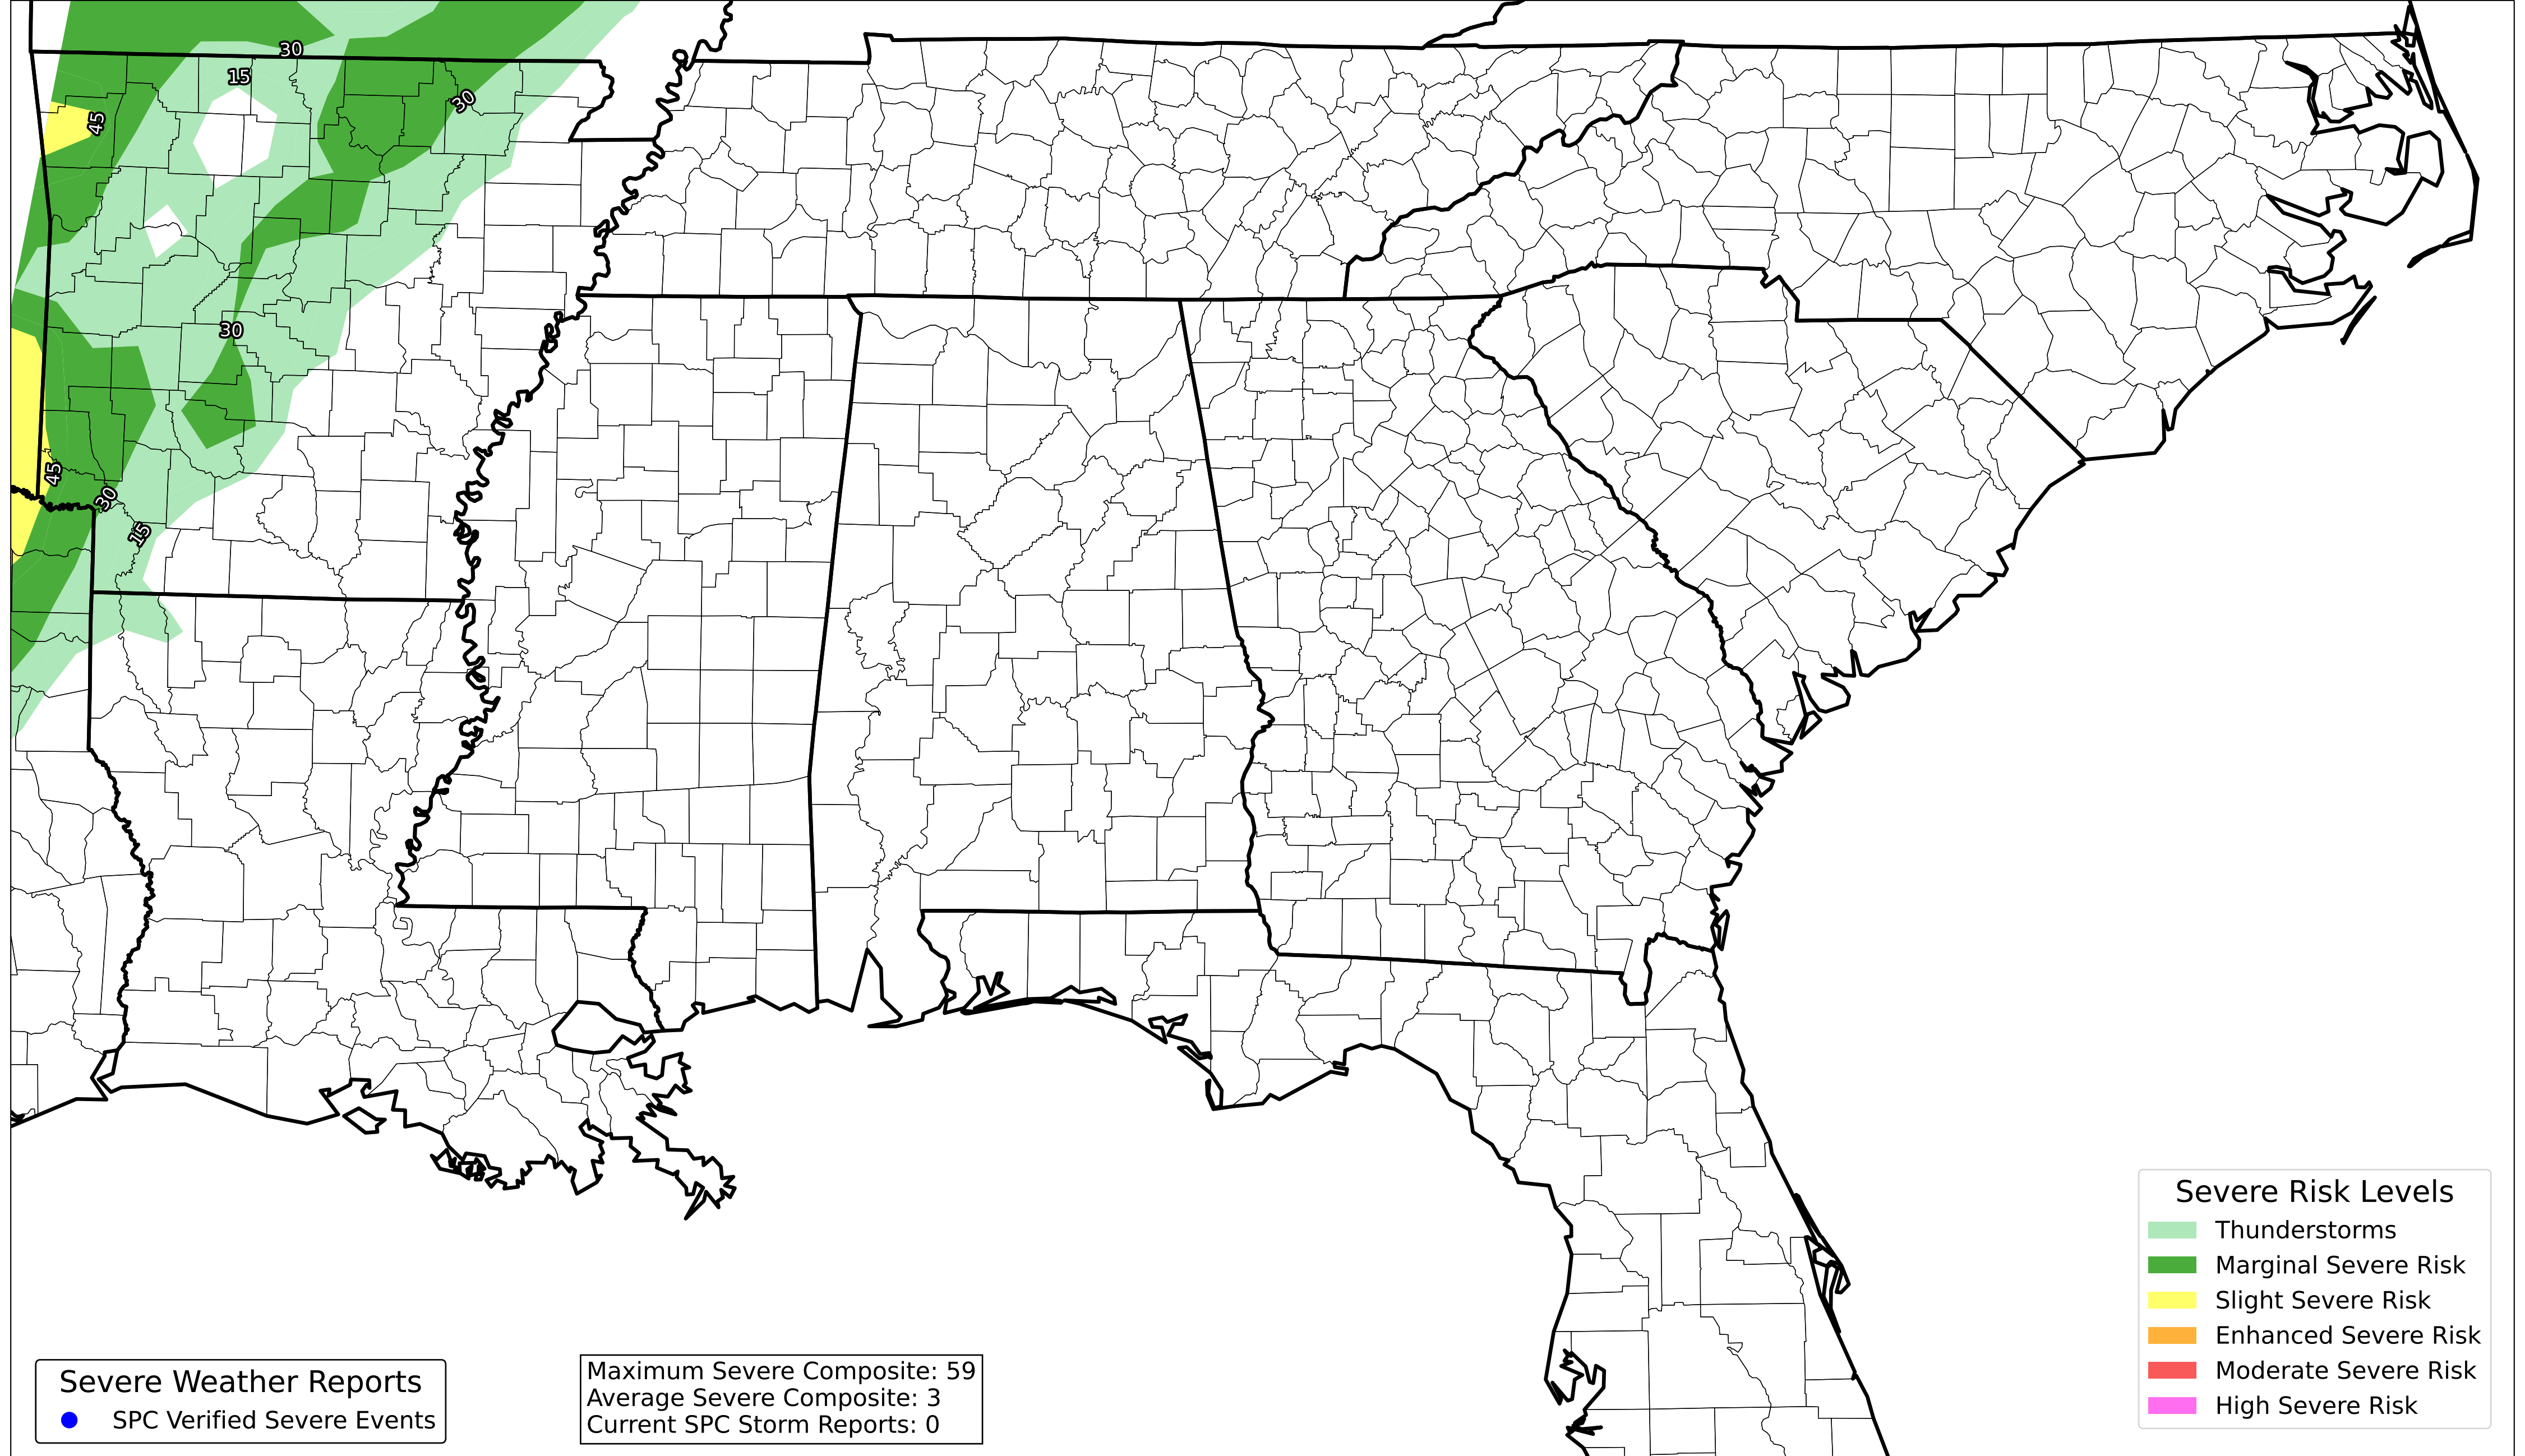 30
15
30
45
30
45
30
15
Severe Risk Levels
Thunderstorms
Marginal Severe Risk
Slight Severe Risk
Enhanced Severe Risk
Moderate Severe Risk
High Severe Risk
Severe Weather Reports
SPC Verified Severe Events
Maximum Severe Composite: 59
Average Severe Composite: 3
Current SPC Storm Reports: 0